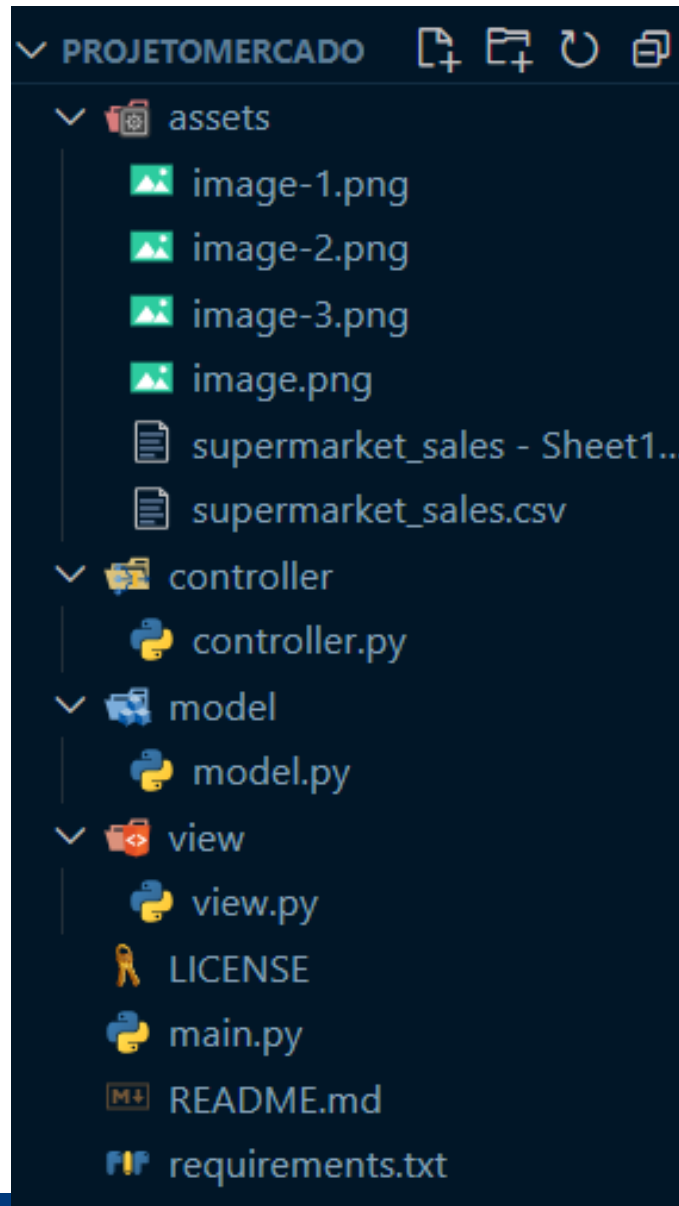 PROJETOMERCADO
assets
image-1.png
image-2.png
image-3.png
image.png
supermarket_sales - Sheet1...
supermarket_sales.csv
controller
controller.py
model
model.py
view
view.py
LICENSE
main.py
README.md
requirements.txt